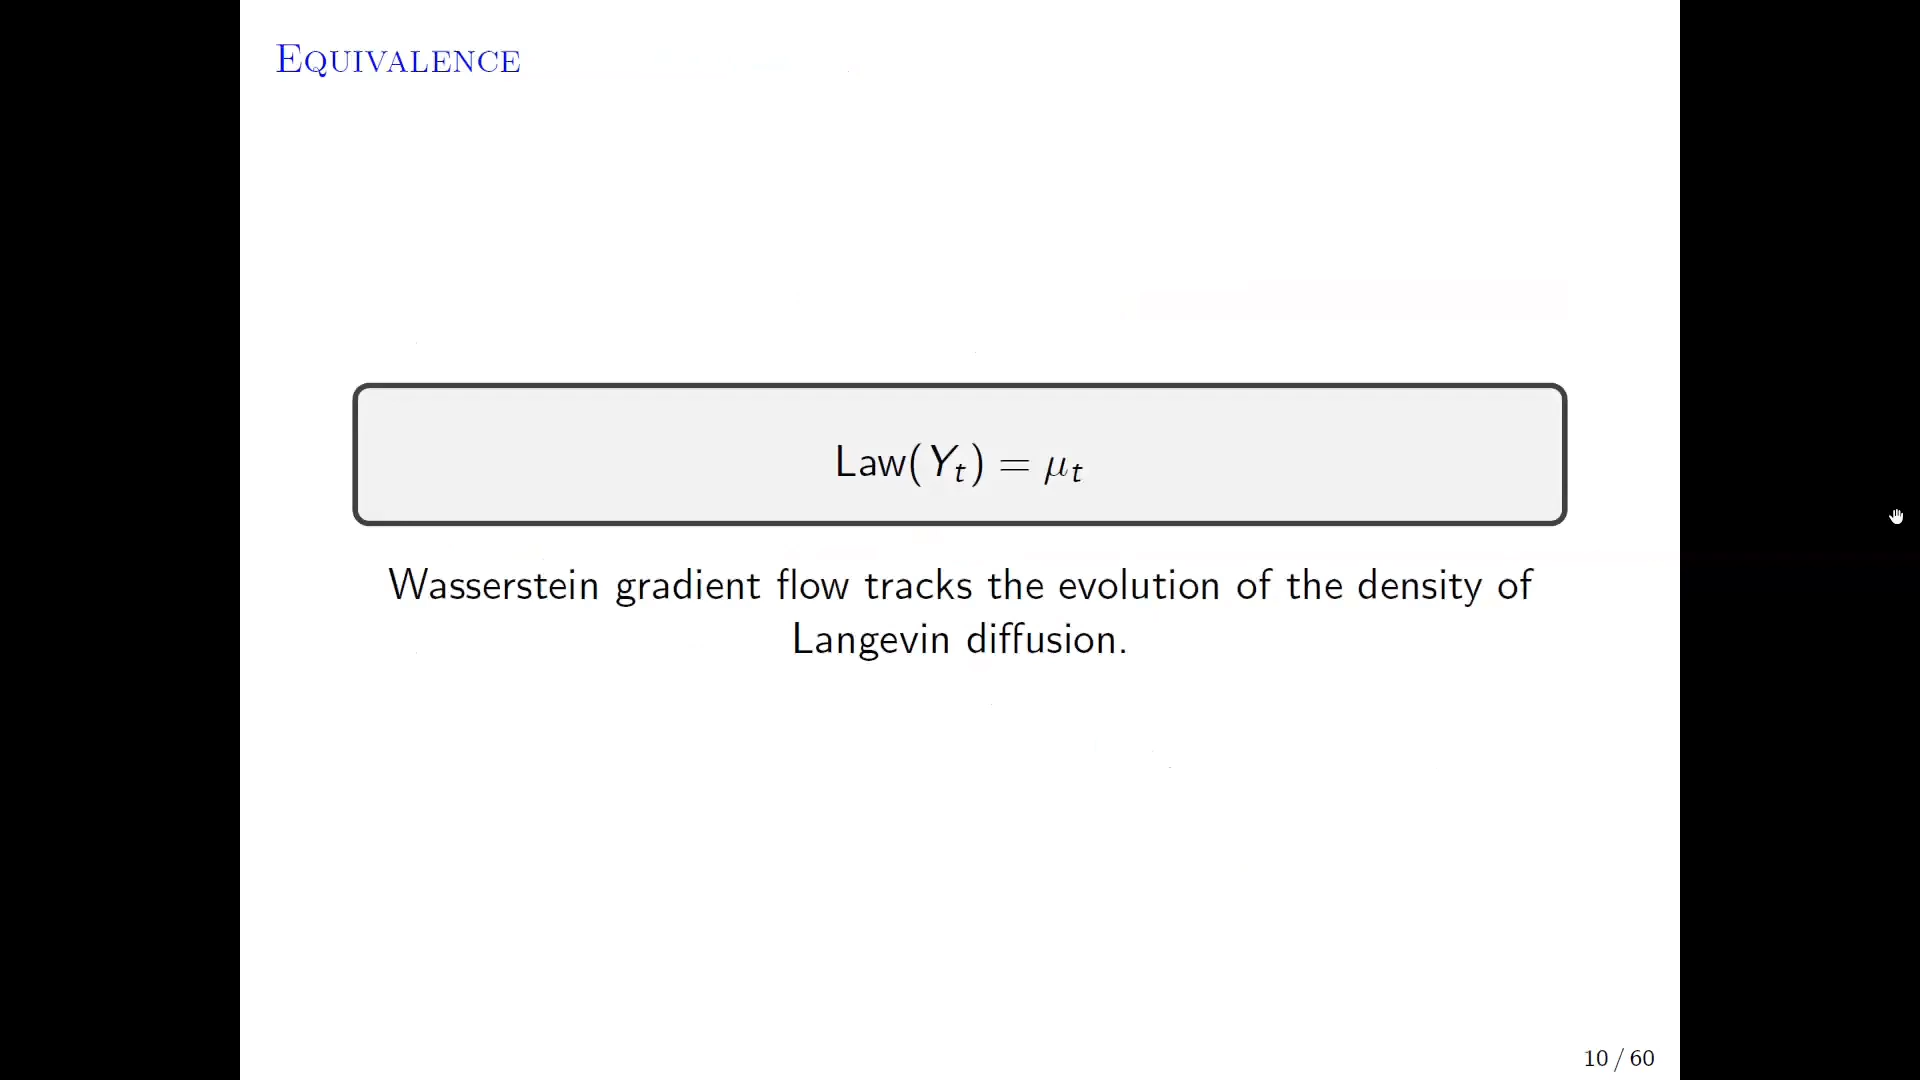 EQUIVALENCE
Law(Y_t) = μ_t
Wasserstein gradient flow tracks the evolution of the density of
Langevin diffusion.
10 / 60